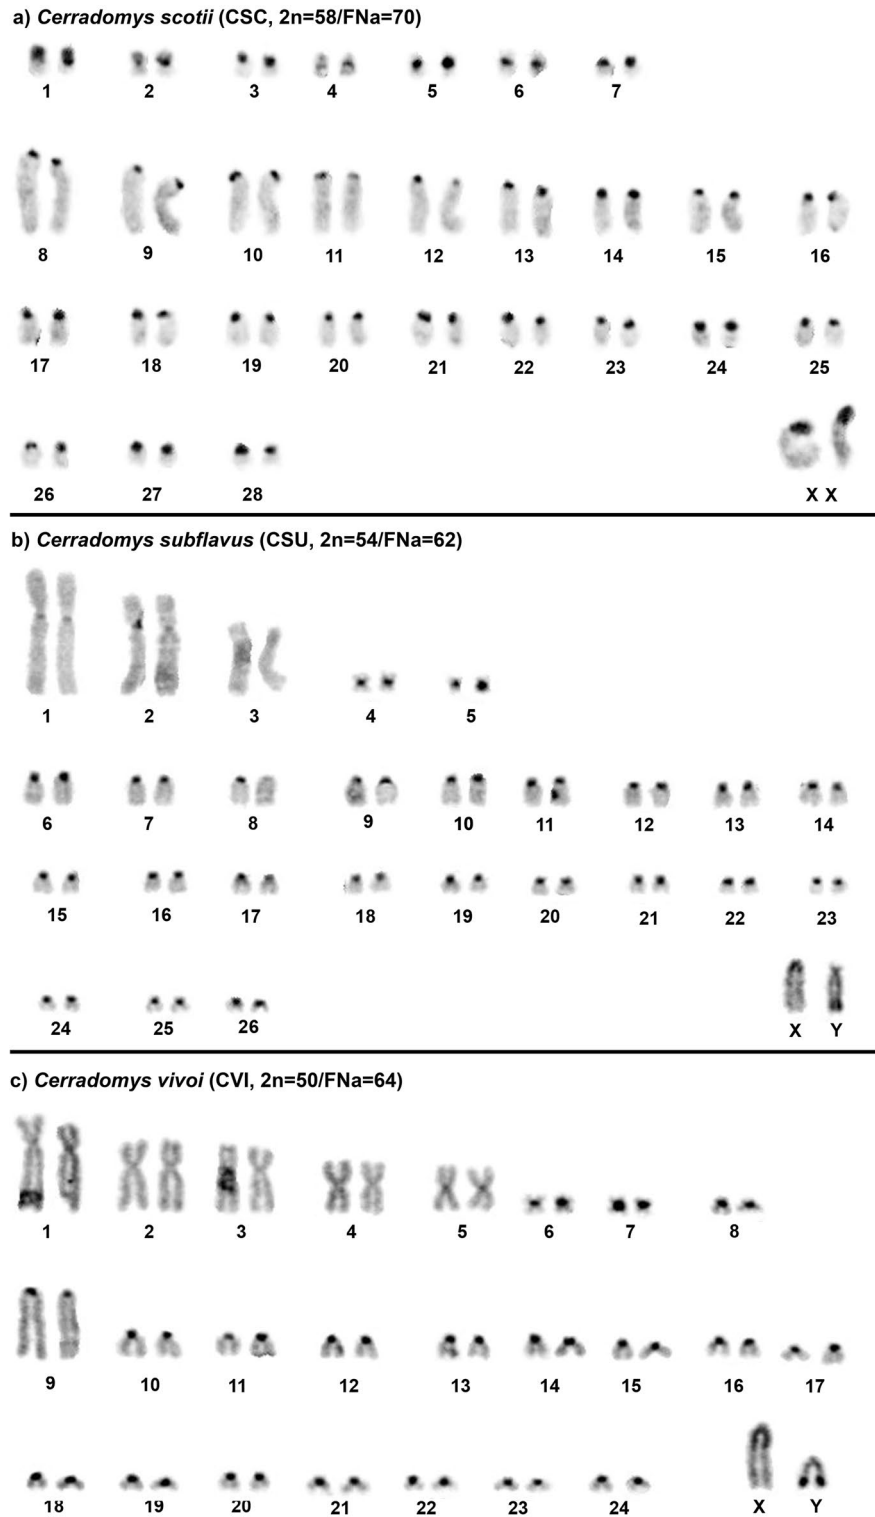 a) Cerradomys scotii (CSC, 2n=58/FNa=70)
1 2 3 4 5 6 7
8 9 10 11 12 13 14 15 16
17 18 19 20 21 22 23 24 25
26 27 28 X X
b) Cerradomys subflavus (CSU, 2n=54/FNa=62)
1 2 3 4 5
6 7 8 9 10 11 12 13 14
15 16 17 18 19 20 21 22 23
24 25 26 X Y
c) Cerradomys vivoi (CVI, 2n=50/FNa=64)
1 2 3 4 5 6 7 8
9 10 11 12 13 14 15 16 17
18 19 20 21 22 23 24 X Y